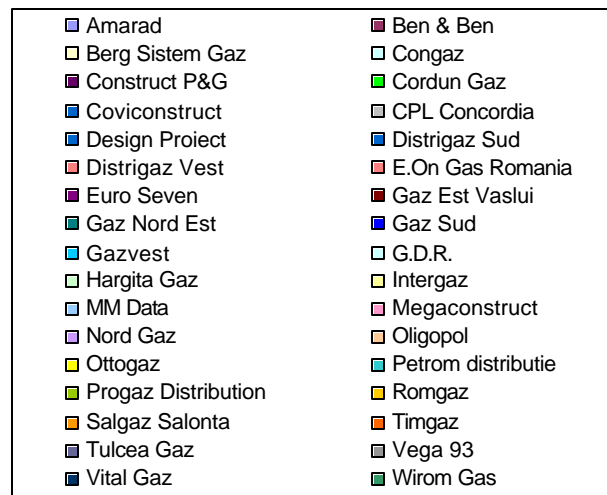 Amarad Ben & Ben
Berg Sistem Gaz Congaz
Construct P&G Cordun Gaz
Coviconstruct CPL Concordia
Design Proiect Distrigaz Sud
Distrigaz Vest E.On Gas Romania
Euro Seven Gaz Est Vaslui
Gaz Nord Est Gaz Sud
Gazvest G.D.R.
Hargita Gaz Intergaz
MM Data Megaconstruct
Nord Gaz Oligopol
Ottogaz Petrom distributie
Progaz Distribution Romgaz
Salgaz Salonta Timgaz
Tulcea Gaz Vega 93
Vital Gaz Wirom Gas